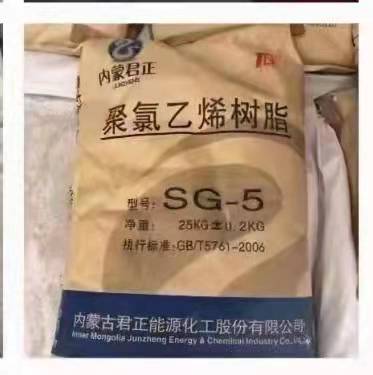 内蒙君正
JUNZHENG
聚氯乙烯树脂
型号: SG-5
净重: 25KG±0.2KG
执行标准:GB/T5761-2006
内蒙古君正能源化工股份有限公司
Inner Mongolia Junzheng Energy & Chemical Industry Co.,Ltd.